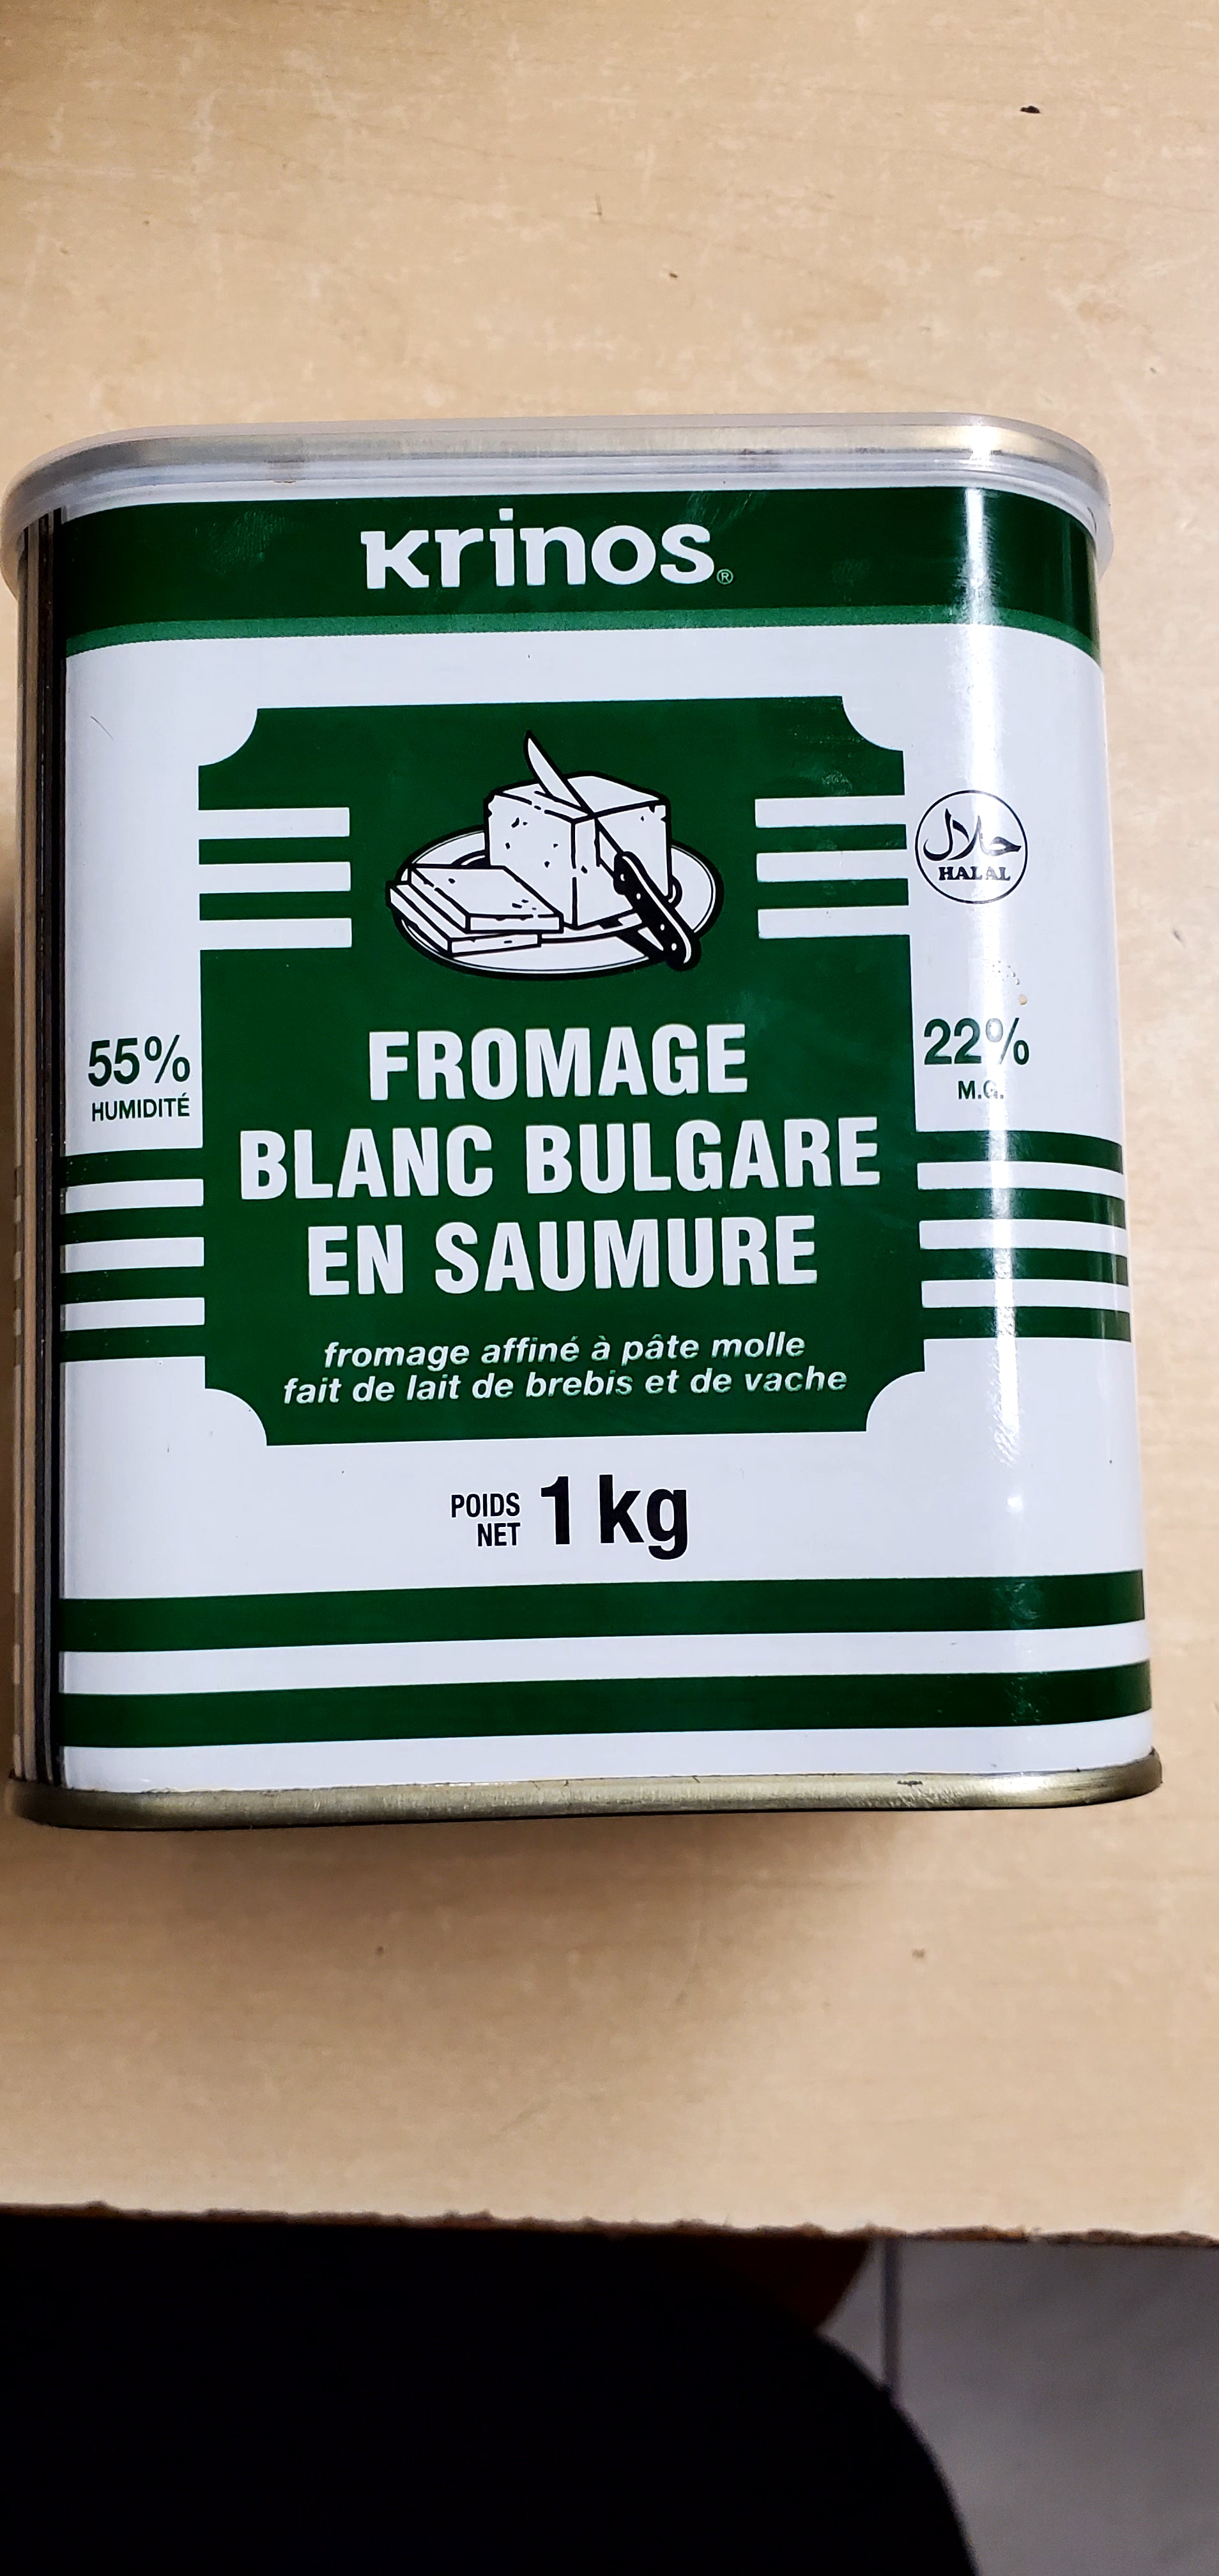 Krinos®
حلال
HALAL
55%
HUMIDITÉ
22%
M.G.
FROMAGE
BLANC BULGARE
EN SAUMURE
fromage affiné à pâte molle
fait de lait de brebis et de vache
POIDS
NET
1 kg